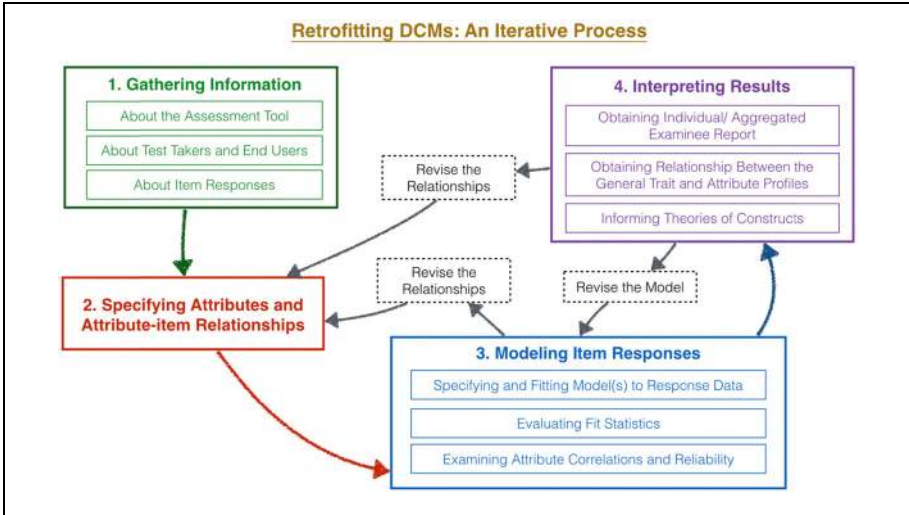 Retrofitting DCMs: An Iterative Process
1. Gathering Information
About the Assessment Tool
About Test Takers and End Users
About Item Responses
4. Interpreting Results
Obtaining Individual/ Aggregated
Examinee Report
Obtaining Relationship Between the
General Trait and Attribute Profiles
Informing Theories of Constructs
Revise the
Relationships
2. Specifying Attributes and
Attribute-item Relationships
Revise the
Relationships
Revise the Model
3. Modeling Item Responses
Specifying and Fitting Model(s) to Response Data
Evaluating Fit Statistics
Examining Attribute Correlations and Reliability